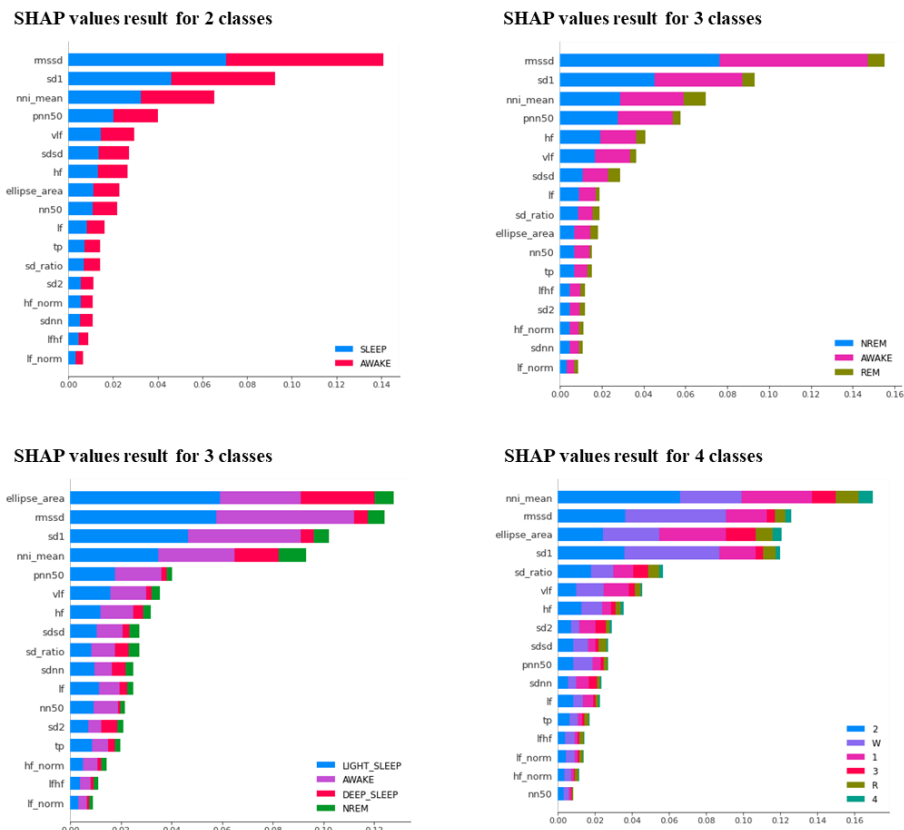 SHAP values result for 2 classes
rmssd
sd1
nni_mean
pnn50
vlf
sdsd
hf
ellipse_area
nn50
lf
tp
sd_ratio
sd2
hf_norm
sdnn
lfhf
lf_norm
SLEEP
AWAKE
0.00 0.02 0.04 0.06 0.08 0.10 0.12 0.14
SHAP values result for 3 classes
rmssd
sd1
nni_mean
pnn50
hf
vlf
sdsd
lf
sd_ratio
ellipse_area
nn50
tp
lfhf
sd2
hf_norm
sdnn
lf_norm
NREM
AWAKE
REM
0.00 0.02 0.04 0.06 0.08 0.10 0.12 0.14 0.16
SHAP values result for 3 classes
ellipse_area
rmssd
sd1
nni_mean
pnn50
vlf
hf
sdsd
sd_ratio
sdnn
lf
nn50
sd2
tp
hf_norm
lfhf
lf_norm
LIGHT_SLEEP
AWAKE
DEEP_SLEEP
NREM
0.00 0.02 0.04 0.06 0.08 0.10 0.12
SHAP values result for 4 classes
nni_mean
rmssd
ellipse_area
sd1
sd_ratio
vlf
hf
sd2
sdsd
pnn50
sdnn
lf
tp
lfhf
lf_norm
hf_norm
nn50
2
W
1
3
R
4
0.00 0.02 0.04 0.06 0.08 0.10 0.12 0.14 0.16